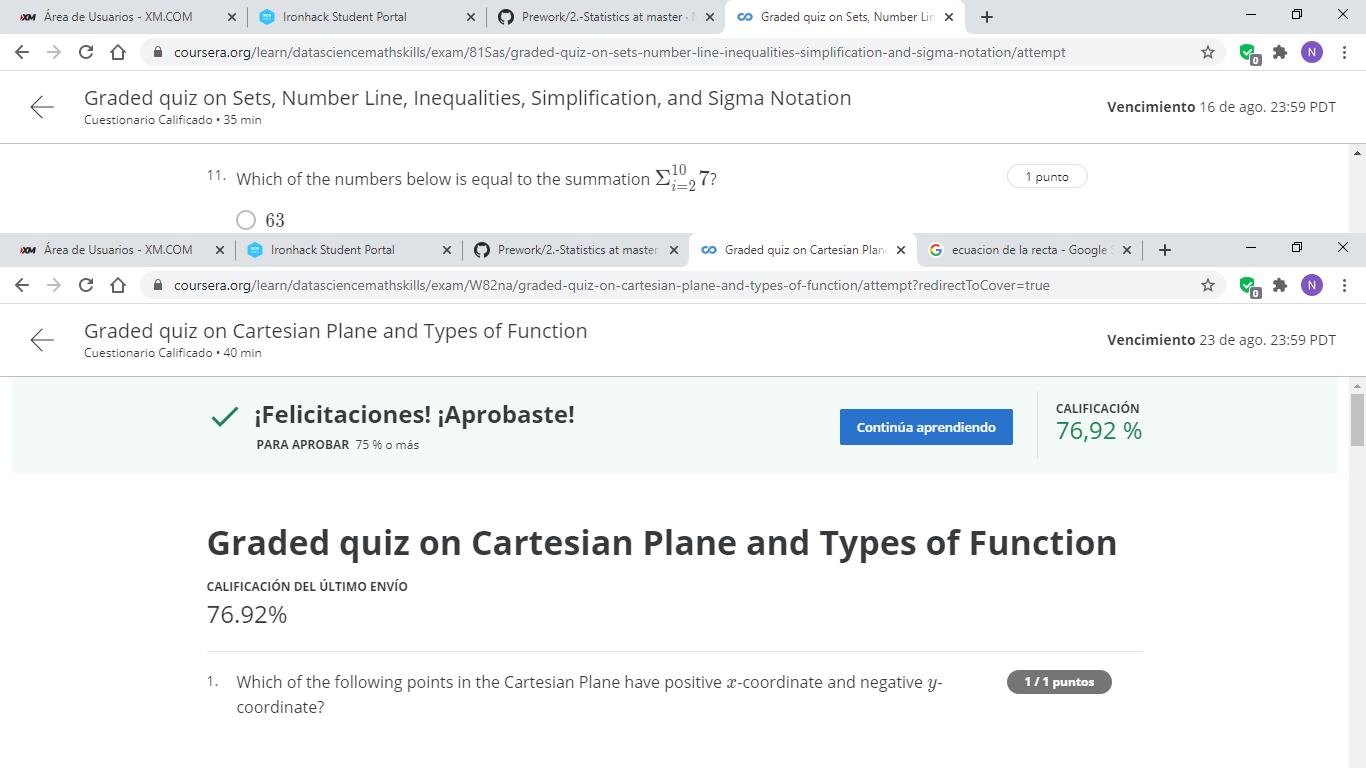 XM Área de Usuarios - XM.COM Ironhack Student Portal Prework/2.-Statistics at master · Graded quiz on Sets, Number Lin
coursera.org/learn/datasciencemathskills/exam/81Sas/graded-quiz-on-sets-number-line-inequalities-simplification-and-sigma-notation/attempt 0 N
Graded quiz on Sets, Number Line, Inequalities, Simplification, and Sigma Notation
Cuestionario Calificado • 35 min
Vencimiento 16 de ago. 23:59 PDT
11. Which of the numbers below is equal to the summation Σ¹⁰ᵢ₌₂ 7? 1 punto
63
XM Área de Usuarios - XM.COM Ironhack Student Portal Prework/2.-Statistics at master Graded quiz on Cartesian Plane G ecuacion de la recta - Google S
coursera.org/learn/datasciencemathskills/exam/W82na/graded-quiz-on-cartesian-plane-and-types-of-function/attempt?redirectToCover=true 0 N
Graded quiz on Cartesian Plane and Types of Function
Cuestionario Calificado • 40 min
Vencimiento 23 de ago. 23:59 PDT
¡Felicitaciones! ¡Aprobaste!
PARA APROBAR 75 % o más
Continúa aprendiendo
CALIFICACIÓN
76,92 %
Graded quiz on Cartesian Plane and Types of Function
CALIFICACIÓN DEL ÚLTIMO ENVÍO
76.92%
1. Which of the following points in the Cartesian Plane have positive x-coordinate and negative y- 1 / 1 puntos
coordinate?